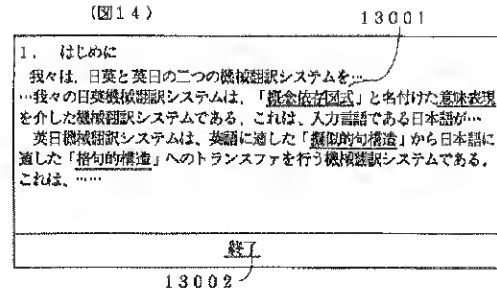 (図14)
13001
1. はじめに
我々は、日英と英日の二つの機械翻訳システムを…
…我々の日英機械翻訳システムは、「概念依存図式」と名付けた意味表現
を介した機械翻訳システムである、これは、入力言語である日本語が…
英日機械翻訳システムは、英語に適した「擬似的句構造」から日本語に
適した「格句的構造」へのトランスファを行う機械翻訳システムである。
これは、……
終了
13002